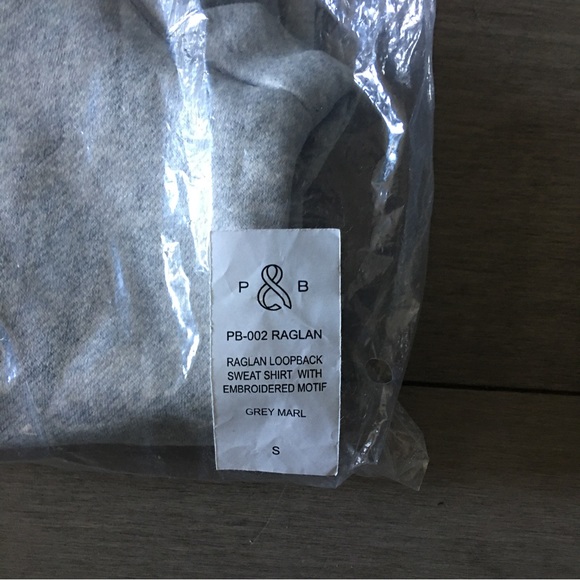 P & B
PB-002 RAGLAN
RAGLAN LOOPBACK
SWEAT SHIRT WITH
EMBROIDERED MOTIF
GREY MARL
S